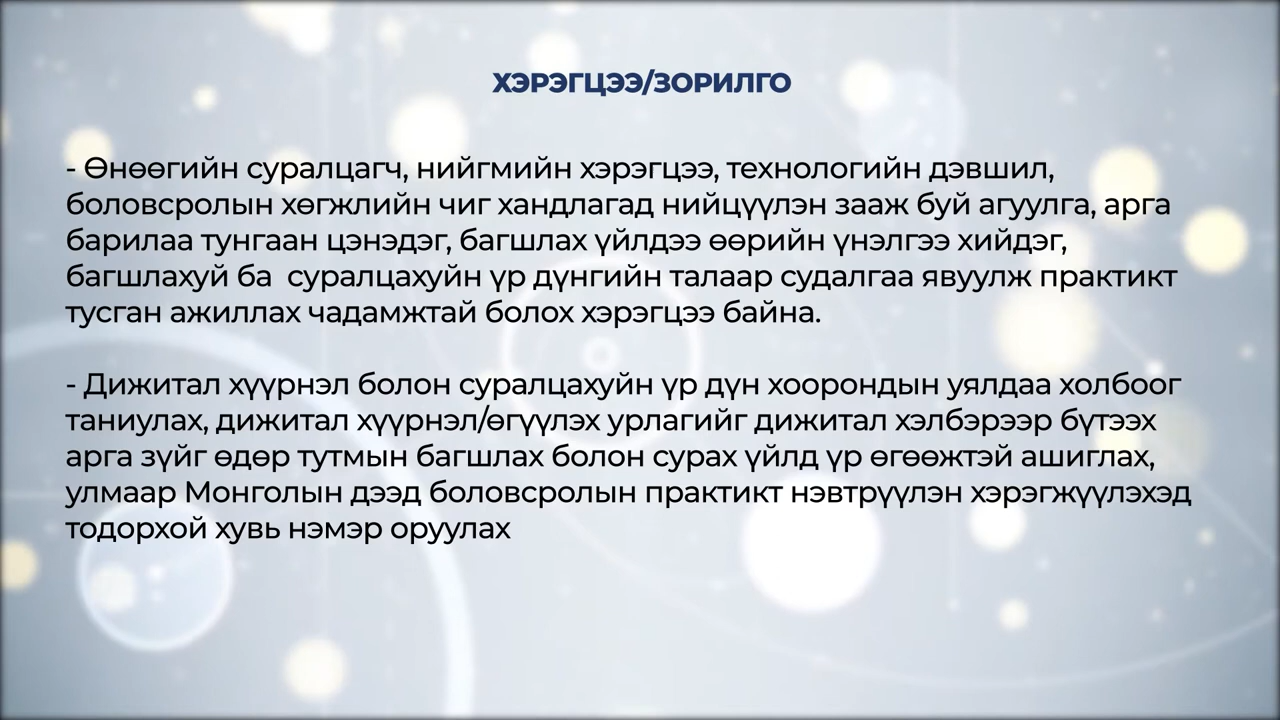 ХЭРЭГЦЭЭ/ЗОРИЛГО
- Өнөөгийн суралцагч, нийгмийн хэрэгцээ, технологийн дэвшил,
боловсролын хөгжлийн чиг хандлагад нийцүүлэн зааж буй агуулга, арга
барилаа тунгаан цэнэдэг, багшлах үйлдээ өөрийн үнэлгээ хийдэг,
багшлахуй ба  суралцахуйн үр дүнгийн талаар судалгаа явуулж практикт
тусган ажиллах чадамжтай болох хэрэгцээ байна.
- Дижитал хүүрнэл болон суралцахуйн үр дүн хоорондын уялдаа холбоог
таниулах, дижитал хүүрнэл/өгүүлэх урлагийг дижитал хэлбэрээр бүтээх
арга зүйг өдөр тутмын багшлах болон сурах үйлд үр өгөөжтэй ашиглах,
улмаар Монголын дээд боловсролын практикт нэвтрүүлэн хэрэгжүүлэхэд
тодорхой хувь нэмэр оруулах